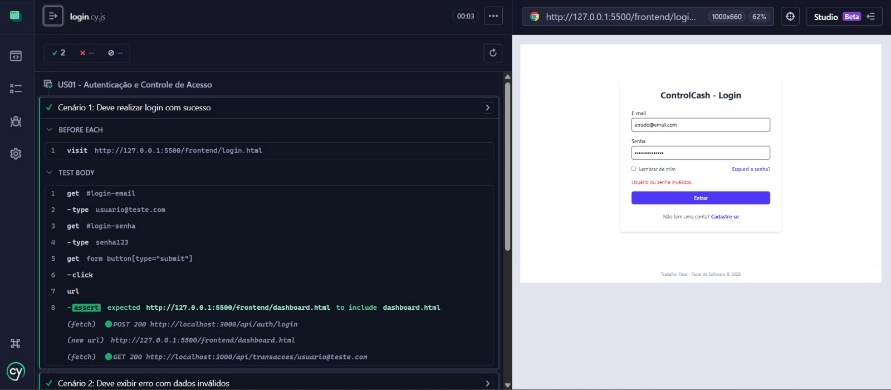 login.cy.js
00:03
http://127.0.0.1:5500/frontend/logi...
1000x660
62%
Studio
Beta
2
--
--
US01 - Autenticação e Controle de Acesso
Cenário 1: Deve realizar login com sucesso
BEFORE EACH
1 visit http://127.0.0.1:5500/frontend/login.html
TEST BODY
1 get #login-email
2 -type usuario@teste.com
3 get #login-senha
4 -type senha123
5 get form button[type="submit"]
6 -click
7 url
8 -assert expected http://127.0.0.1:5500/frontend/dashboard.html to include dashboard.html
(fetch) POST 200 http://localhost:3000/api/auth/login
(new url) http://127.0.0.1:5500/frontend/dashboard.html
(fetch) GET 200 http://localhost:3000/api/transacoes/usuario@teste.com
Cenário 2: Deve exibir erro com dados inválidos
cy
ControlCash - Login
E-mail
errado@email.com
Senha
Lembrar de mim
Esqueci a senha?
Usuário ou senha inválidos
Entrar
Não tem uma conta? Cadastre-se